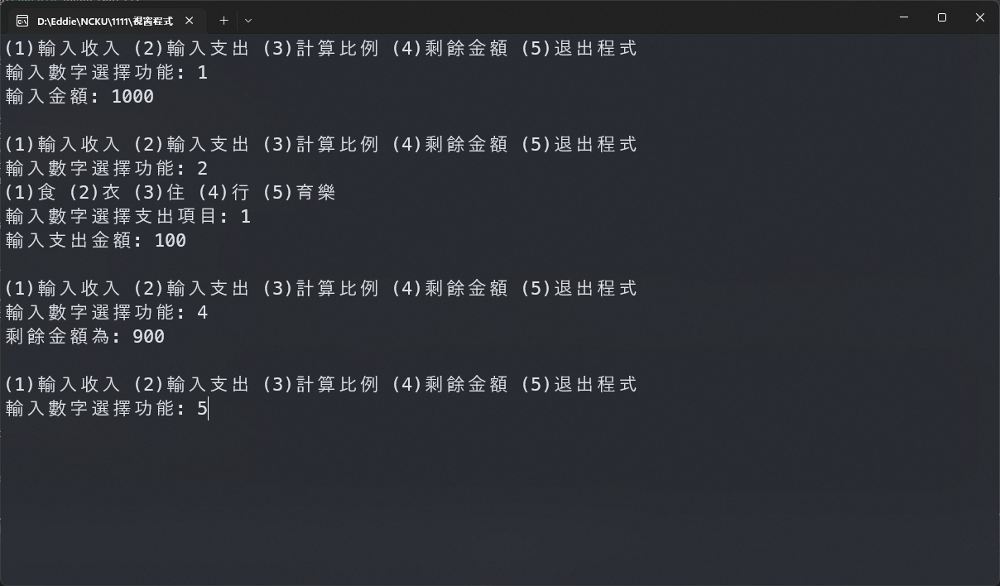 D:\Eddie\NCKU\1111\視窗程式
(1)輸入收入 (2)輸入支出 (3)計算比例 (4)剩餘金額 (5)退出程式
輸入數字選擇功能: 1
輸入金額: 1000
(1)輸入收入 (2)輸入支出 (3)計算比例 (4)剩餘金額 (5)退出程式
輸入數字選擇功能: 2
(1)食 (2)衣 (3)住 (4)行 (5)育樂
輸入數字選擇支出項目: 1
輸入支出金額: 100
(1)輸入收入 (2)輸入支出 (3)計算比例 (4)剩餘金額 (5)退出程式
輸入數字選擇功能: 4
剩餘金額為: 900
(1)輸入收入 (2)輸入支出 (3)計算比例 (4)剩餘金額 (5)退出程式
輸入數字選擇功能: 5